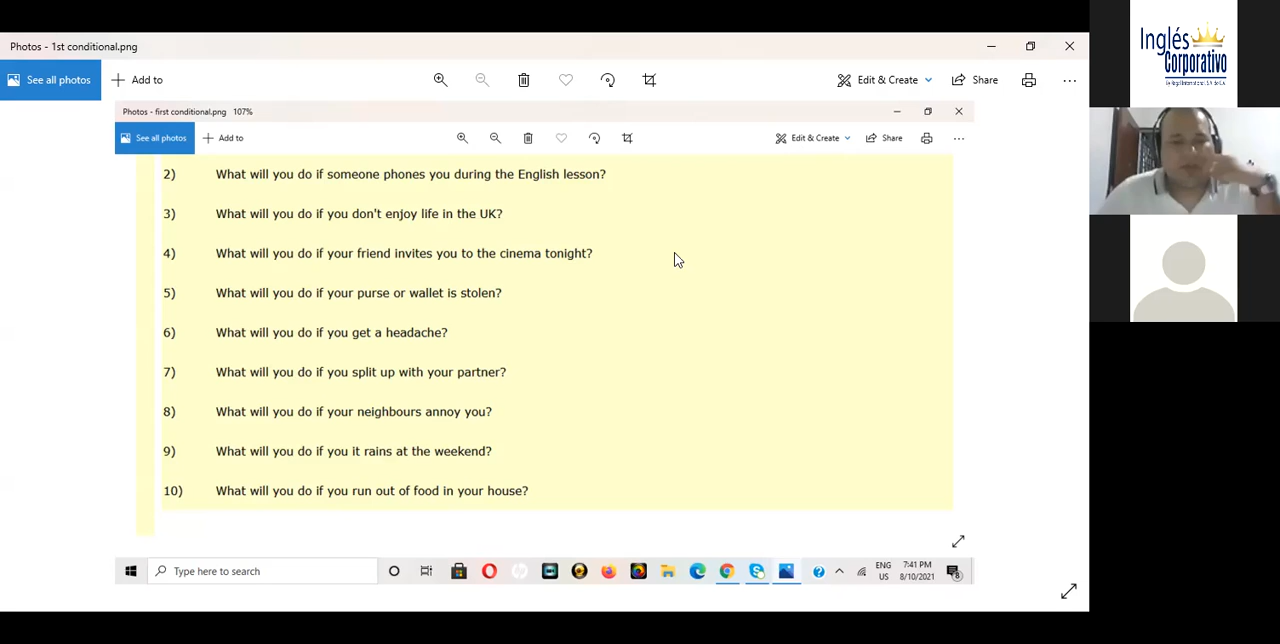 Photos - 1st conditional.png
See all photos
Add to
Edit & Create
Share
Photos - first conditional.png 107%
See all photos
Add to
Edit & Create
Share
2) What will you do if someone phones you during the English lesson?
3) What will you do if you don't enjoy life in the UK?
4) What will you do if your friend invites you to the cinema tonight?
5) What will you do if your purse or wallet is stolen?
6) What will you do if you get a headache?
7) What will you do if you split up with your partner?
8) What will you do if your neighbours annoy you?
9) What will you do if you it rains at the weekend?
10) What will you do if you run out of food in your house?
Type here to search
ENG
US
7:41 PM
8/10/2021
8
Inglés
Corporativo